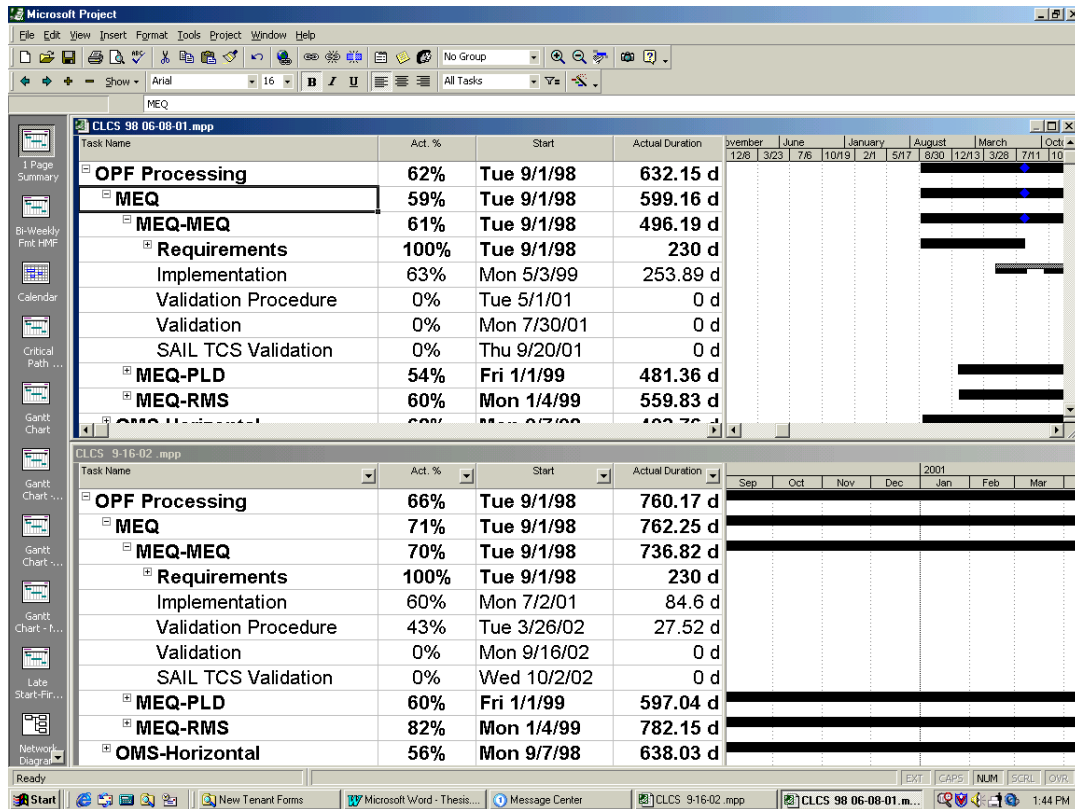 Microsoft Project
File Edit View Insert Format Tools Project Window Help
No Group
Show Arial 16 B I U All Tasks
MEQ
CLCS 98 06-08-01.mpp
Task Name Act. % Start Actual Duration vember June January August March Octo
12/8 3/23 7/6 10/19 2/1 5/17 8/30 12/13 3/28 7/11 10
OPF Processing 62% Tue 9/1/98 632.15 d
MEQ 59% Tue 9/1/98 599.16 d
MEQ-MEQ 61% Tue 9/1/98 496.19 d
Requirements 100% Tue 9/1/98 230 d
Implementation 63% Mon 5/3/99 253.89 d
Validation Procedure 0% Tue 5/1/01 0 d
Validation 0% Mon 7/30/01 0 d
SAIL TCS Validation 0% Thu 9/20/01 0 d
MEQ-PLD 54% Fri 1/1/99 481.36 d
MEQ-RMS 60% Mon 1/4/99 559.83 d
1 Page
Summary
Bi-Weekly
Fmt HMF
Calendar
Critical
Path ...
Gantt
Chart
Gantt
Chart -...
Gantt
Chart -...
Gantt
Chart - M...
Late
Start-Fir...
Network
Diagram
CLCS 9-16-02 .mpp
Task Name Act. % Start Actual Duration 2001
Sep Oct Nov Dec Jan Feb Mar
OPF Processing 66% Tue 9/1/98 760.17 d
MEQ 71% Tue 9/1/98 762.25 d
MEQ-MEQ 70% Tue 9/1/98 736.82 d
Requirements 100% Tue 9/1/98 230 d
Implementation 60% Mon 7/2/01 84.6 d
Validation Procedure 43% Tue 3/26/02 27.52 d
Validation 0% Mon 9/16/02 0 d
SAIL TCS Validation 0% Wed 10/2/02 0 d
MEQ-PLD 60% Fri 1/1/99 597.04 d
MEQ-RMS 82% Mon 1/4/99 782.15 d
OMS-Horizontal 56% Mon 9/7/98 638.03 d
Ready EXT CAPS NUM SCRL OVR
Start New Tenant Forms Microsoft Word - Thesis.... Message Center CLCS 9-16-02 .mpp CLCS 98 06-08-01.m... 1:44 PM